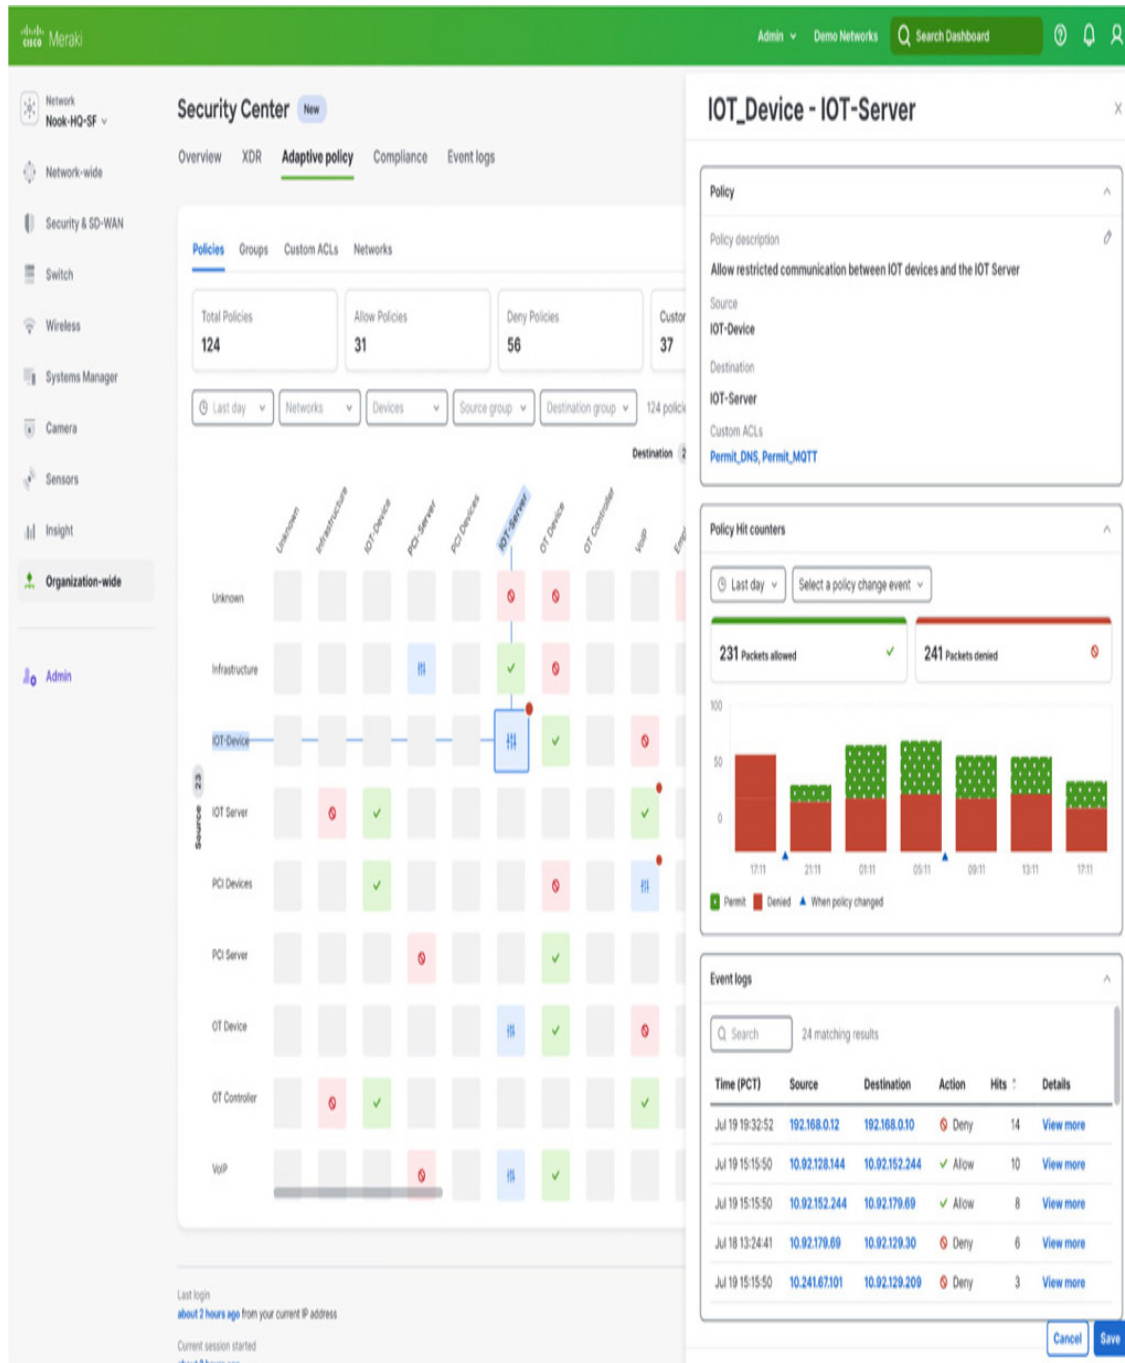 cisco Meraki
Admin
Demo Networks
Search Dashboard
Network
Nook-HQ-SF
Network-wide
Security & SD-WAN
Switch
Wireless
Systems Manager
Camera
Sensors
Insight
Organization-wide
Admin
Security Center New
Overview XDR Adaptive policy Compliance Event logs
Policies Groups Custom ACLs Networks
Total Policies
124
Allow Policies
31
Deny Policies
56
Custor
37
Last day Networks Devices Source group Destination group 124 policie
Destination 2
Unknown
Infrastructure
IOT-Device
PCI-Server
PCI Devices
IOT-Server
OT Device
OT Controller
VoIP
Emp
Source 23
Unknown
Infrastructure
IOT-Device
IOT Server
PCI Devices
PCI Server
OT Device
OT Controller
VoIP
Last login
about 2 hours ago from your current IP address
Current session started
IOT_Device - IOT-Server
Policy
Policy description
Allow restricted communication between IOT devices and the IOT Server
Source
IOT-Device
Destination
IOT-Server
Custom ACLs
Permit_DNS, Permit_MQTT
Policy Hit counters
Last day Select a policy change event
231 Packets allowed
241 Packets denied
100
50
0
17:11 21:11 01:11 05:11 09:11 13:11 17:11
Permit Denied When policy changed
Event logs
Search 24 matching results
Time (PCT) Source Destination Action Hits Details
Jul 19 19:32:52 192.168.0.12 192.168.0.10 Deny 14 View more
Jul 19 15:15:50 10.92.128.144 10.92.152.244 Allow 10 View more
Jul 19 15:15:50 10.92.152.244 10.92.179.69 Allow 8 View more
Jul 18 13:24:41 10.92.179.69 10.92.129.30 Deny 6 View more
Jul 19 15:15:50 10.241.67.101 10.92.129.209 Deny 3 View more
Cancel Save